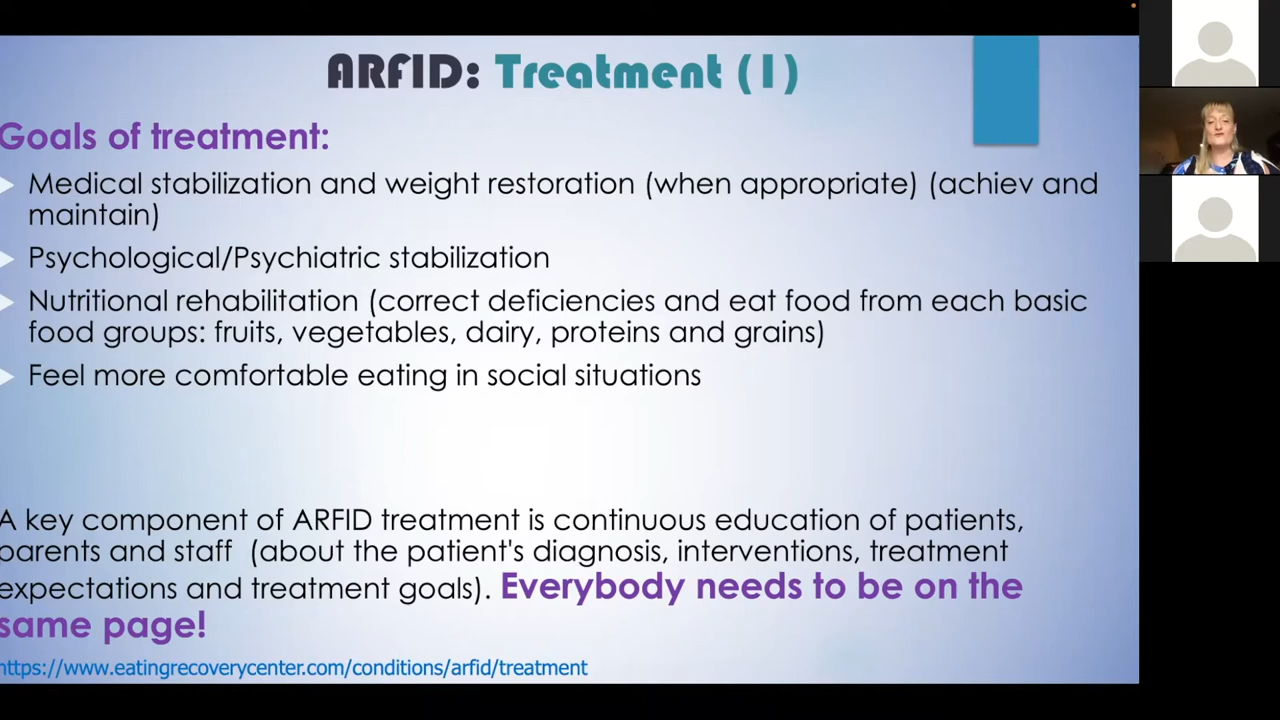 ARFID: Treatment (1)
Goals of treatment:
Medical stabilization and weight restoration (when appropriate) (achiev and
maintain)
Psychological/Psychiatric stabilization
Nutritional rehabilitation (correct deficiencies and eat food from each basic
food groups: fruits, vegetables, dairy, proteins and grains)
Feel more comfortable eating in social situations
A key component of ARFID treatment is continuous education of patients,
parents and staff (about the patient's diagnosis, interventions, treatment
expectations and treatment goals). Everybody needs to be on the
same page!
https://www.eatingrecoverycenter.com/conditions/arfid/treatment